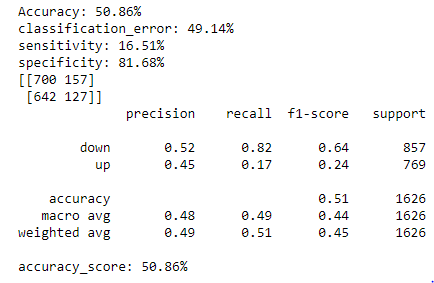 Accuracy: 50.86%
classification_error: 49.14%
sensitivity: 16.51%
specificity: 81.68%
[[700 157]
[642 127]]
precision recall f1-score support
down 0.52 0.82 0.64 857
up 0.45 0.17 0.24 769
accuracy 0.51 1626
macro avg 0.48 0.49 0.44 1626
weighted avg 0.49 0.51 0.45 1626
accuracy_score: 50.86%